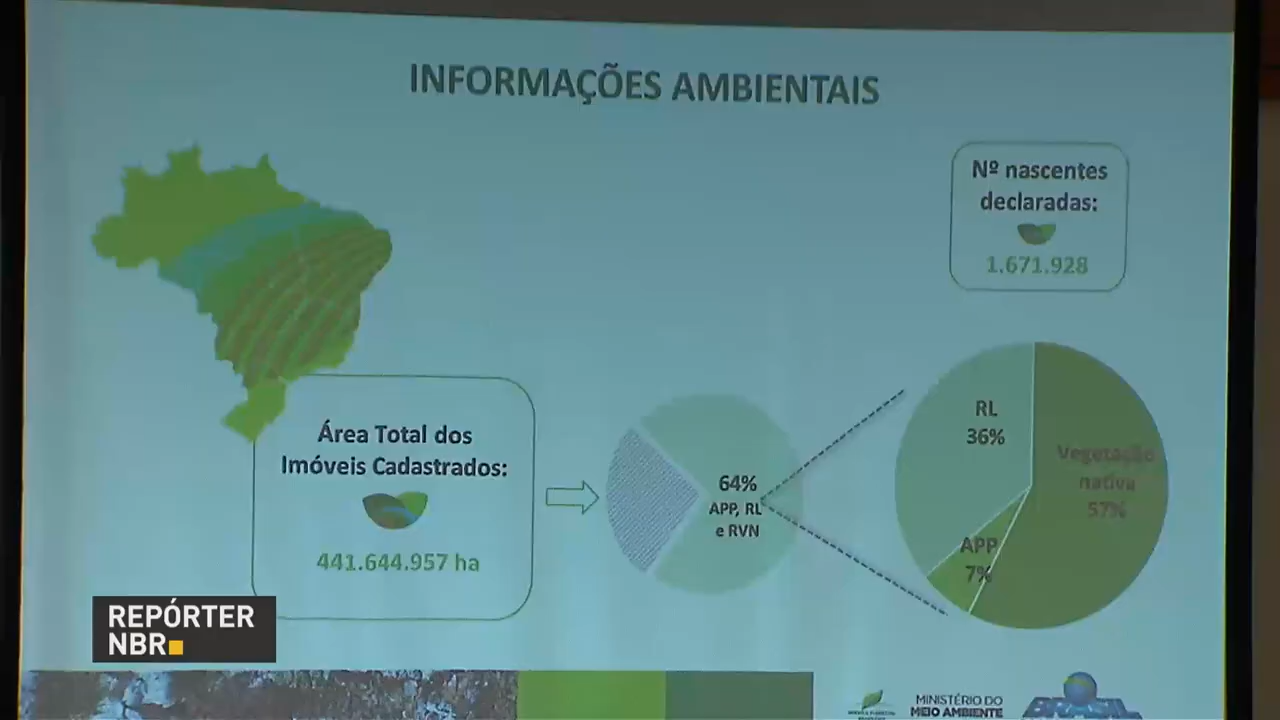 INFORMAÇÕES AMBIENTAIS
Nº nascentes
declaradas:
1.671.928
Área Total dos
Imóveis Cadastrados:
441.644.957 ha
64%
APP, RL
e RVN
RL
36%
Vegetação
nativa
57%
APP
7%
REPÓRTER
NBR
MINISTÉRIO DO
MEIO AMBIENTE
BRASIL